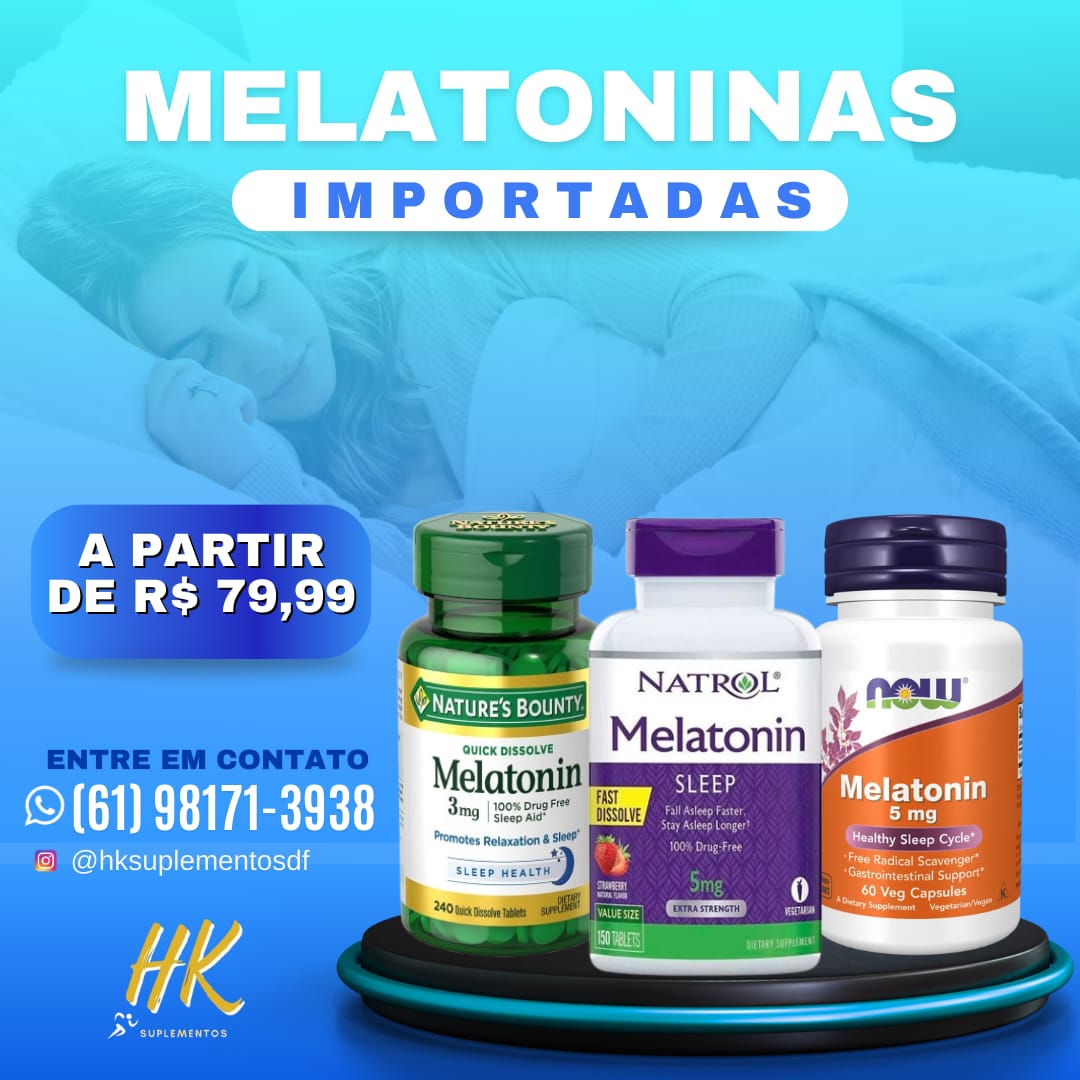 MELATONINAS
IMPORTADAS
A PARTIR
DE R$ 79,99
ENTRE EM CONTATO
(61) 98171-3938
@hksuplementosdf
HK
SUPLEMENTOS
NATURE'S BOUNTY
NATURE'S BOUNTY®
QUICK DISSOLVE
Melatonin
3mg
100% Drug Free
Sleep Aid*
Promotes Relaxation & Sleep*
SLEEP HEALTH
240 Quick Dissolve Tablets
DIETARY
SUPPLEMENT
NATROL®
Melatonin
SLEEP
FAST
DISSOLVE
Fall Asleep Faster,
Stay Asleep Longer†
100% Drug-Free
STRAWBERRY
NATURAL FLAVOR
5mg
EXTRA STRENGTH
VEGETARIAN
VALUE SIZE
150 TABLETS
DIETARY SUPPLEMENT
NOW®
Melatonin
5 mg
Healthy Sleep Cycle*
•Free Radical Scavenger*
•Gastrointestinal Support*
60 Veg Capsules
A Dietary Supplement Vegetarian/Vegan